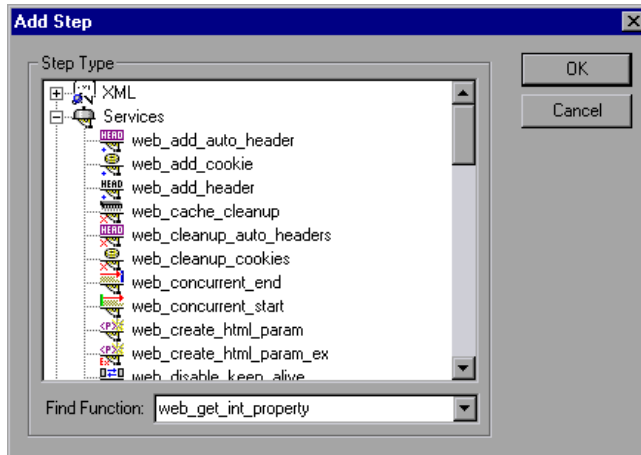 Add Step
Step Type
XML
Services
web_add_auto_header
web_add_cookie
web_add_header
web_cache_cleanup
web_cleanup_auto_headers
web_cleanup_cookies
web_concurrent_end
web_concurrent_start
web_create_html_param
web_create_html_param_ex
web_disable_keep_alive
Find Function: web_get_int_property
OK
Cancel